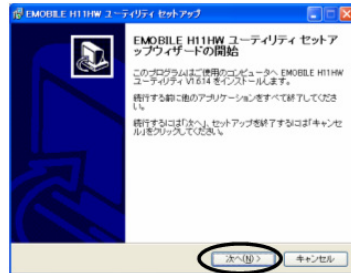 EMOBILE H11HW ユーティリティ セットアップ
EMOBILE H11HW ユーティリティ セットア
ップウィザードの開始
このプログラムはご使用のコンピュータへ EMOBILE H11HW
ユーティリティ V1.6.14 をインストールします。
続行する前に他のアプリケーションをすべて終了してくださ
い。
続行するには「次へ」、セットアップを終了するには「キャンセ
ル」をクリックしてください。
次へ(N) >
キャンセル